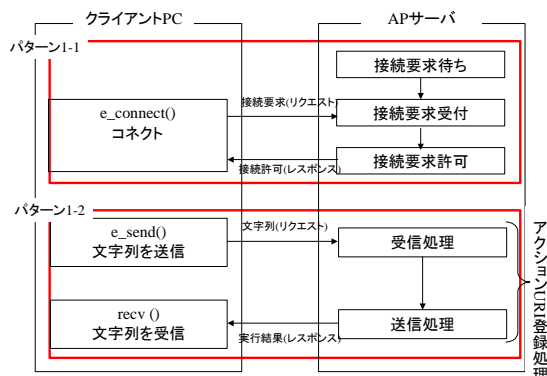 クライアントPC
APサーバ
パターン1-1
接続要求待ち
接続要求(リクエスト)
e_connect()
コネクト
接続要求受付
接続許可(レスポンス)
接続要求許可
パターン1-2
e_send()
文字列を送信
文字列(リクエスト)
受信処理
recv ()
文字列を受信
送信処理
実行結果(レスポンス)
アクションURI登録処理